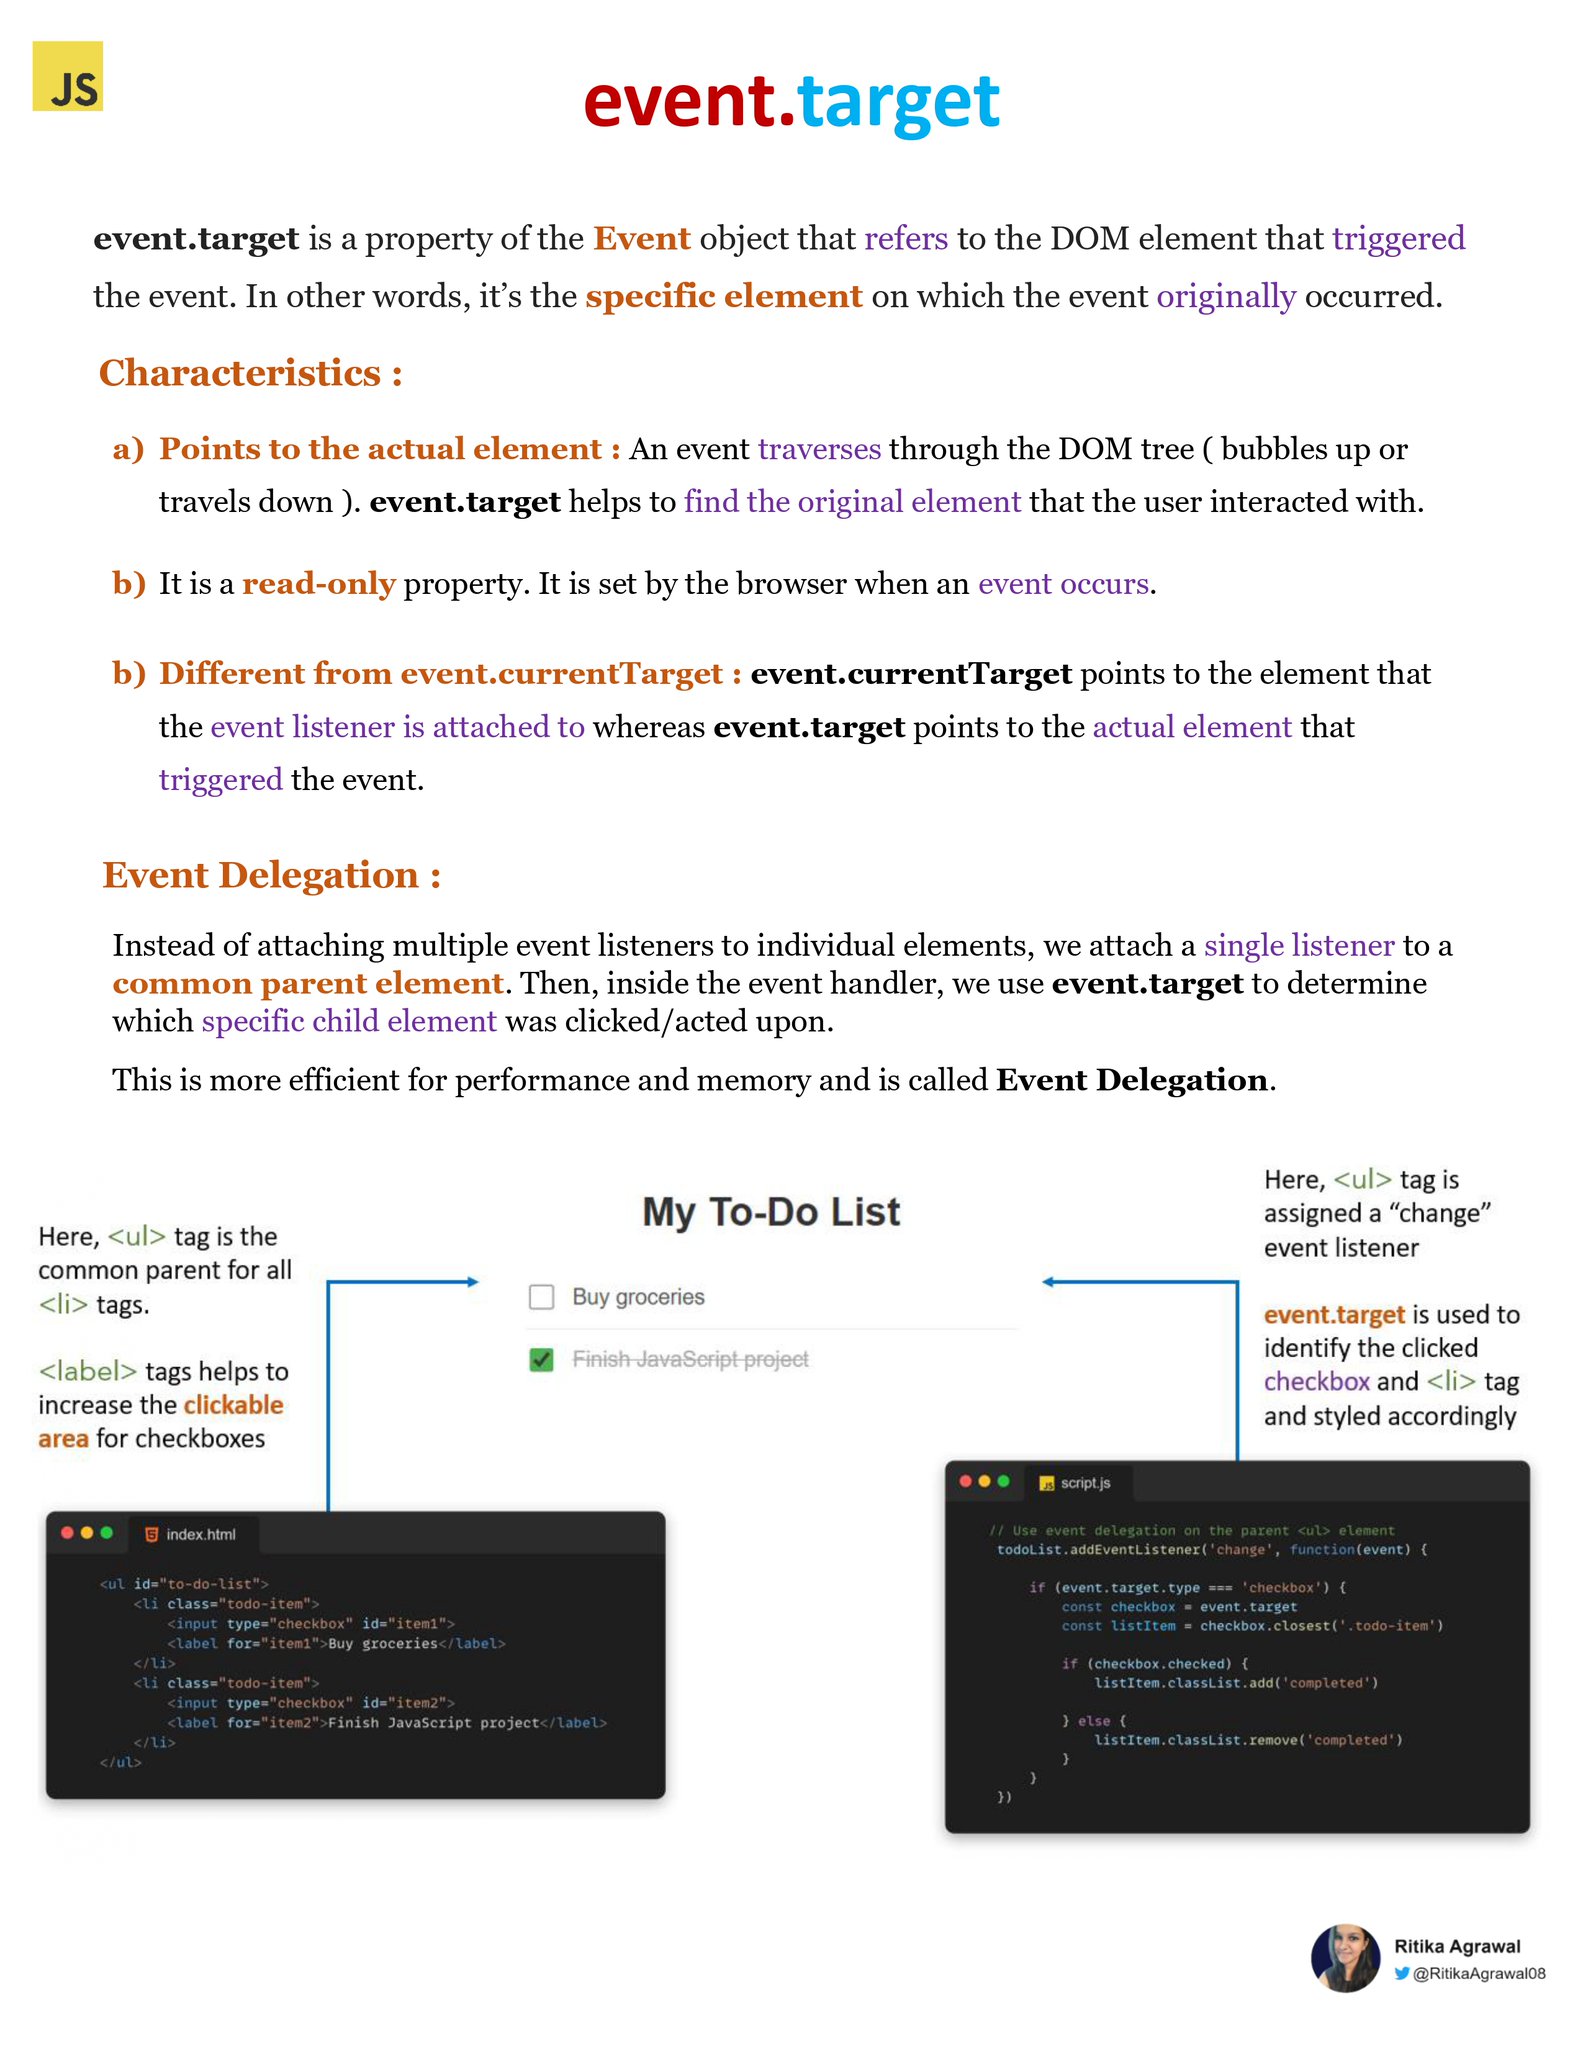 JS
event.target
event.target is a property of the Event object that refers to the DOM element that triggered
the event. In other words, it’s the specific element on which the event originally occurred.
Characteristics :
a) Points to the actual element : An event traverses through the DOM tree ( bubbles up or
travels down ). event.target helps to find the original element that the user interacted with.
b) It is a read-only property. It is set by the browser when an event occurs.
b) Different from event.currentTarget : event.currentTarget points to the element that
the event listener is attached to whereas event.target points to the actual element that
triggered the event.
Event Delegation :
Instead of attaching multiple event listeners to individual elements, we attach a single listener to a
common parent element. Then, inside the event handler, we use event.target to determine
which specific child element was clicked/acted upon.
This is more efficient for performance and memory and is called Event Delegation.
Here, <ul> tag is the
common parent for all
<li> tags.
<label> tags helps to
increase the clickable
area for checkboxes
My To-Do List
Buy groceries
Finish JavaScript project
Here, <ul> tag is
assigned a “change”
event listener
event.target is used to
identify the clicked
checkbox and <li> tag
and styled accordingly
index.html
<ul id="to-do-list">
<li class="todo-item">
<input type="checkbox" id="item1">
<label for="item1">Buy groceries</label>
</li>
<li class="todo-item">
<input type="checkbox" id="item2">
<label for="item2">Finish JavaScript project</label>
</li>
</ul>
JS script.js
// Use event delegation on the parent <ul> element
todoList.addEventListener('change', function(event) {
if (event.target.type === 'checkbox') {
const checkbox = event.target
const listItem = checkbox.closest('.todo-item')
if (checkbox.checked) {
listItem.classList.add('completed')
} else {
listItem.classList.remove('completed')
}
}
})
Ritika Agrawal
@RitikaAgrawal08